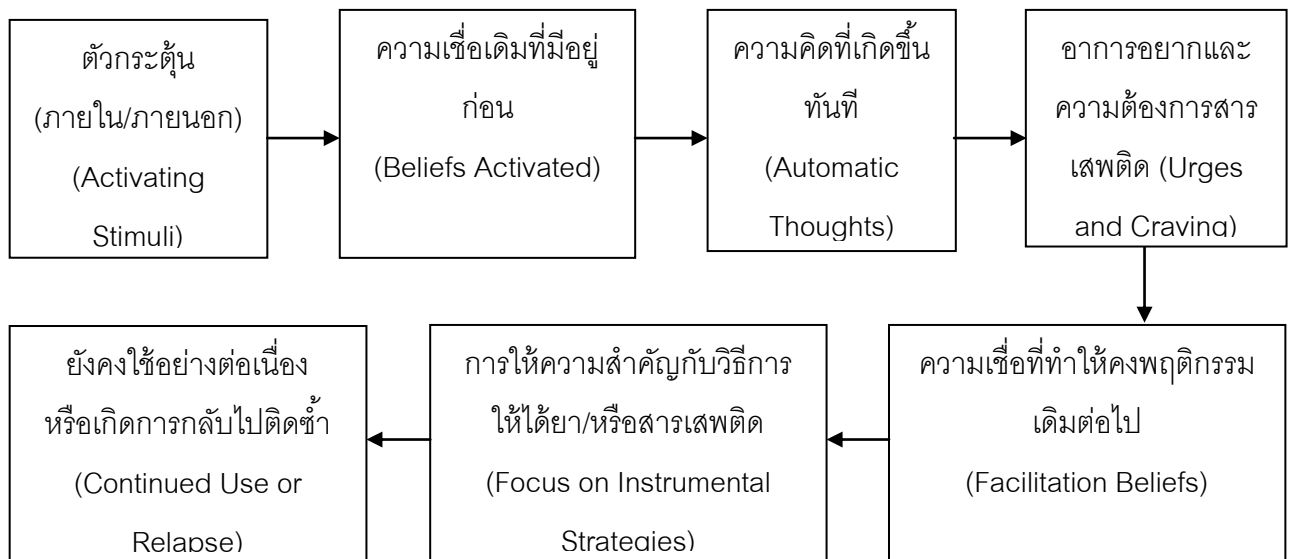 ตัวกระตุ้น
(ภายใน/ภายนอก)
(Activating
Stimuli)
ความเชื่อเดิมที่มีอยู่
ก่อน
(Beliefs Activated)
ความคิดที่เกิดขึ้น
ทันที
(Automatic
Thoughts)
อาการอยากและ
ความต้องการสาร
เสพติด (Urges
and Craving)
ความเชื่อที่ทำให้คงพฤติกรรม
เดิมต่อไป
(Facilitation Beliefs)
การให้ความสำคัญกับวิธีการ
ให้ได้ยา/หรือสารเสพติด
(Focus on Instrumental
Strategies)
ยังคงใช้อย่างต่อเนื่อง
หรือเกิดการกลับไปติดซ้ำ
(Continued Use or
Relapse)